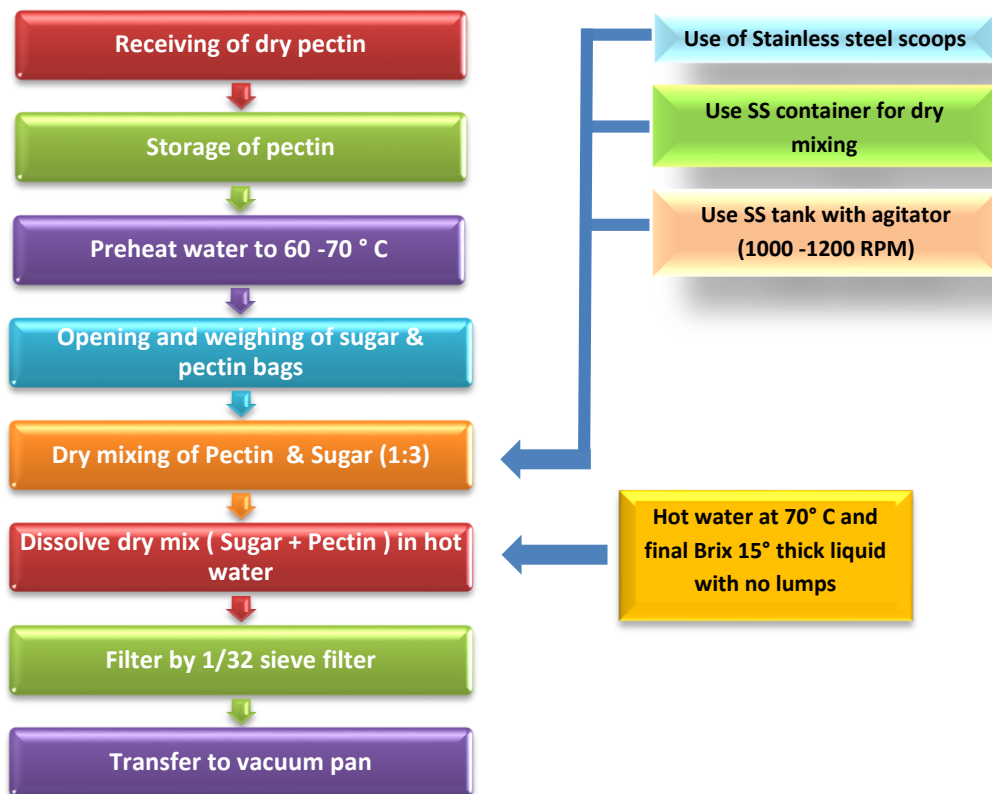 Receiving of dry pectin
Storage of pectin
Preheat water to 60 -70 ° C
Opening and weighing of sugar &
pectin bags
Dry mixing of Pectin & Sugar (1:3)
Dissolve dry mix ( Sugar + Pectin ) in hot
water
Filter by 1/32 sieve filter
Transfer to vacuum pan
Use of Stainless steel scoops
Use SS container for dry
mixing
Use SS tank with agitator
(1000 -1200 RPM)
Hot water at 70° C and
final Brix 15° thick liquid
with no lumps